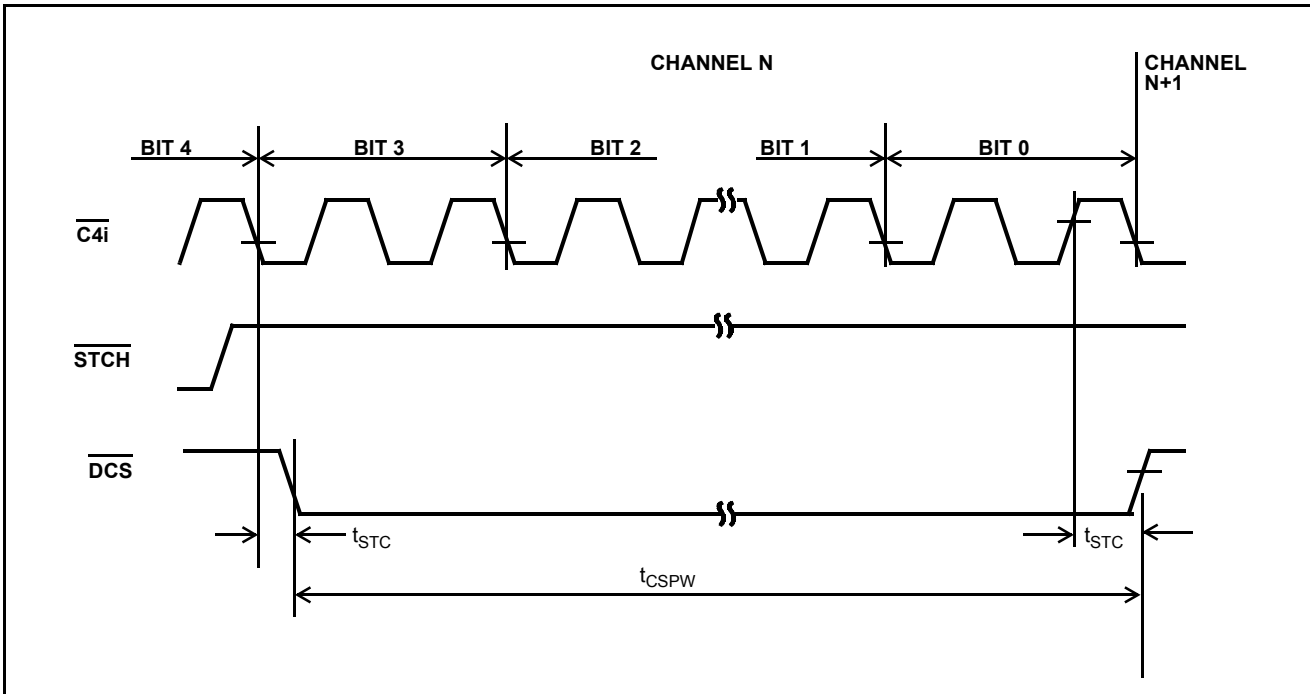 CHANNEL N
CHANNEL
N+1
BIT 4
BIT 3
BIT 2
BIT 1
BIT 0
C4i
STCH
DCS
tSTC
tSTC
tCSPW